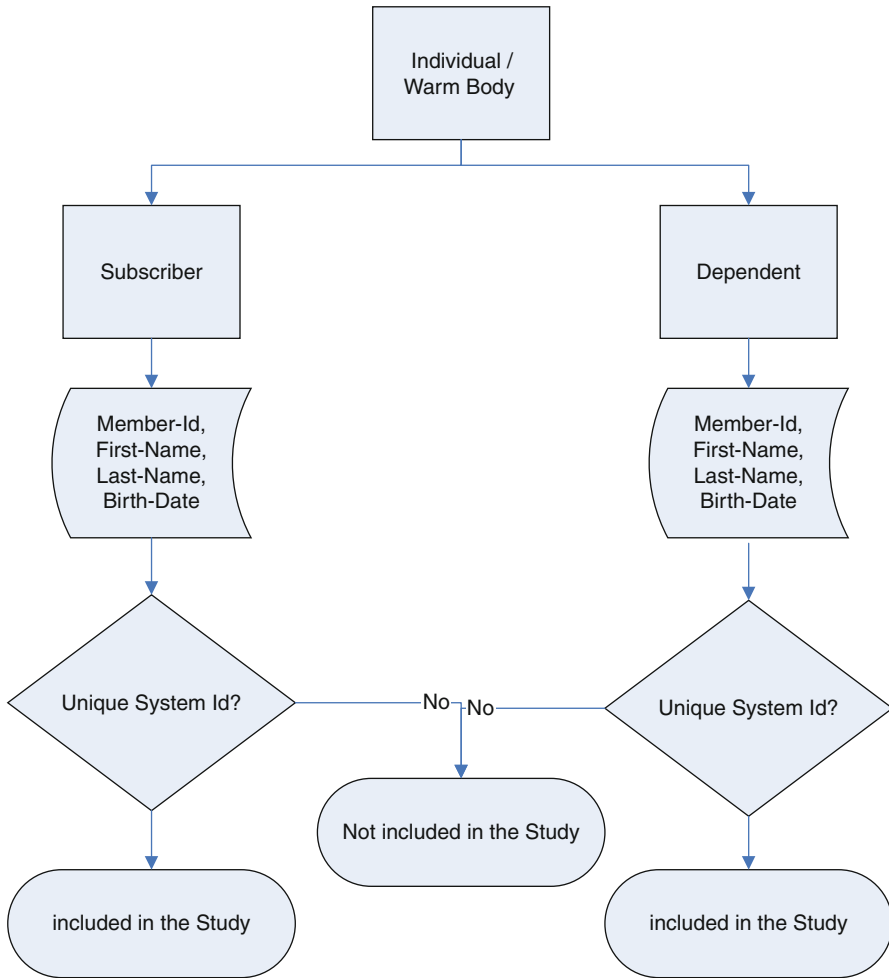 Individual /
Warm Body
Subscriber
Dependent
Member-Id,
First-Name,
Last-Name,
Birth-Date
Member-Id,
First-Name,
Last-Name,
Birth-Date
Unique System Id?
No
No
Unique System Id?
Not included in the Study
included in the Study
included in the Study